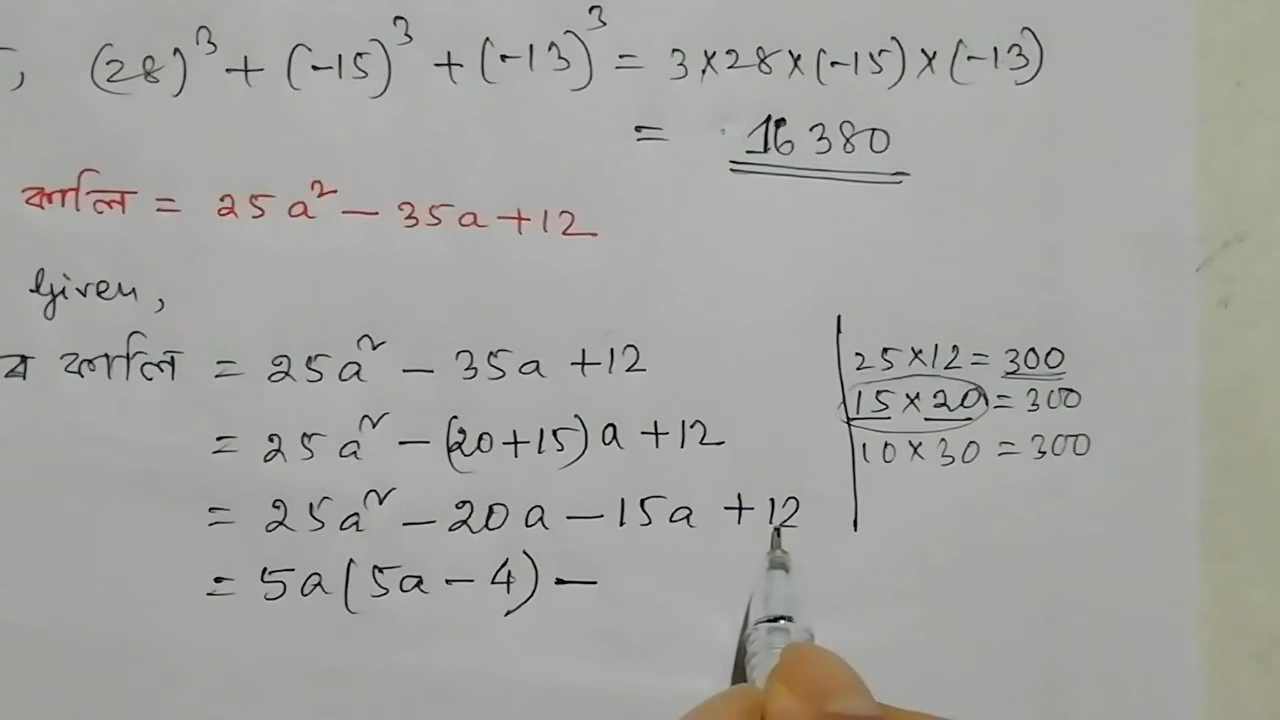 , (28)³ + (-15)³ + (-13)³ = 3×28×(-15)×(-13)
= 16380
কালি = 25a² - 35a + 12
Given,
কালি = 25a² - 35a + 12
= 25a² - (20+15)a + 12
= 25a² - 20a - 15a + 12
= 5a(5a - 4) -
25×12 = 300
15×20 = 300
10×30 = 300